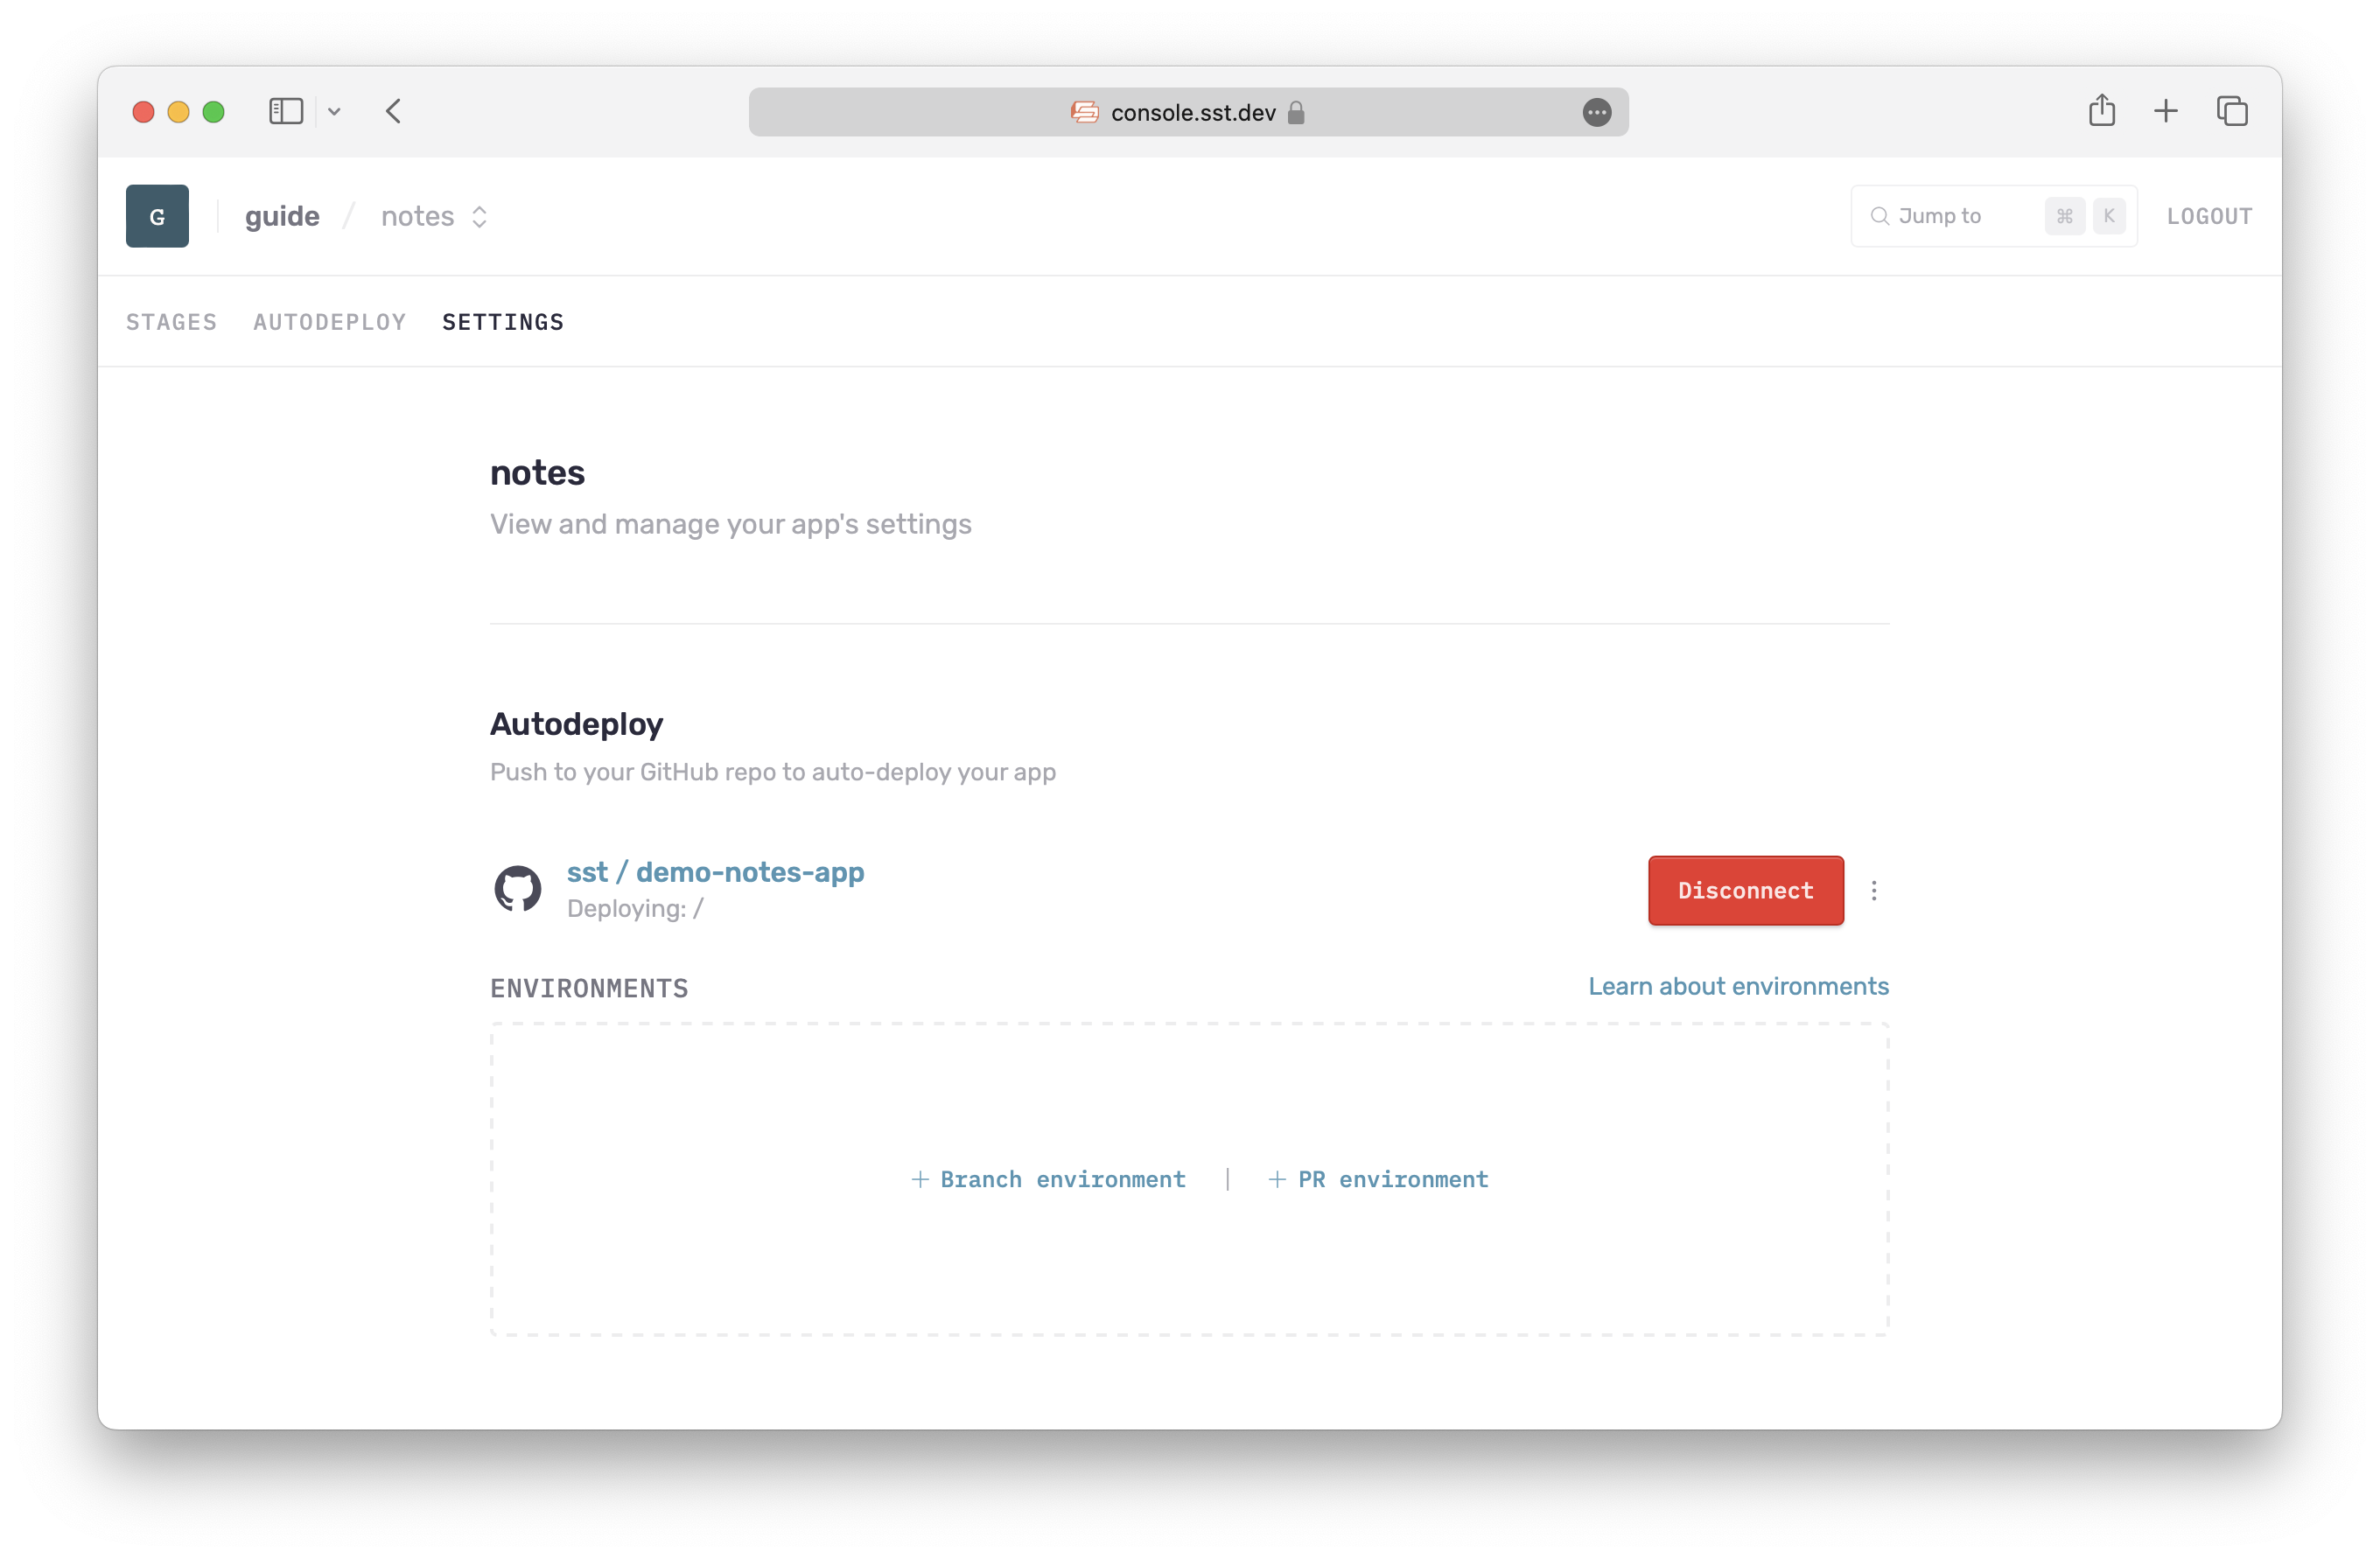 console.sst.dev
G guide / notes Jump to ⌘ K LOGOUT
STAGES AUTODEPLOY SETTINGS
notes
View and manage your app's settings
Autodeploy
Push to your GitHub repo to auto-deploy your app
sst / demo-notes-app
Deploying: /
Disconnect
ENVIRONMENTS Learn about environments
+ Branch environment | + PR environment